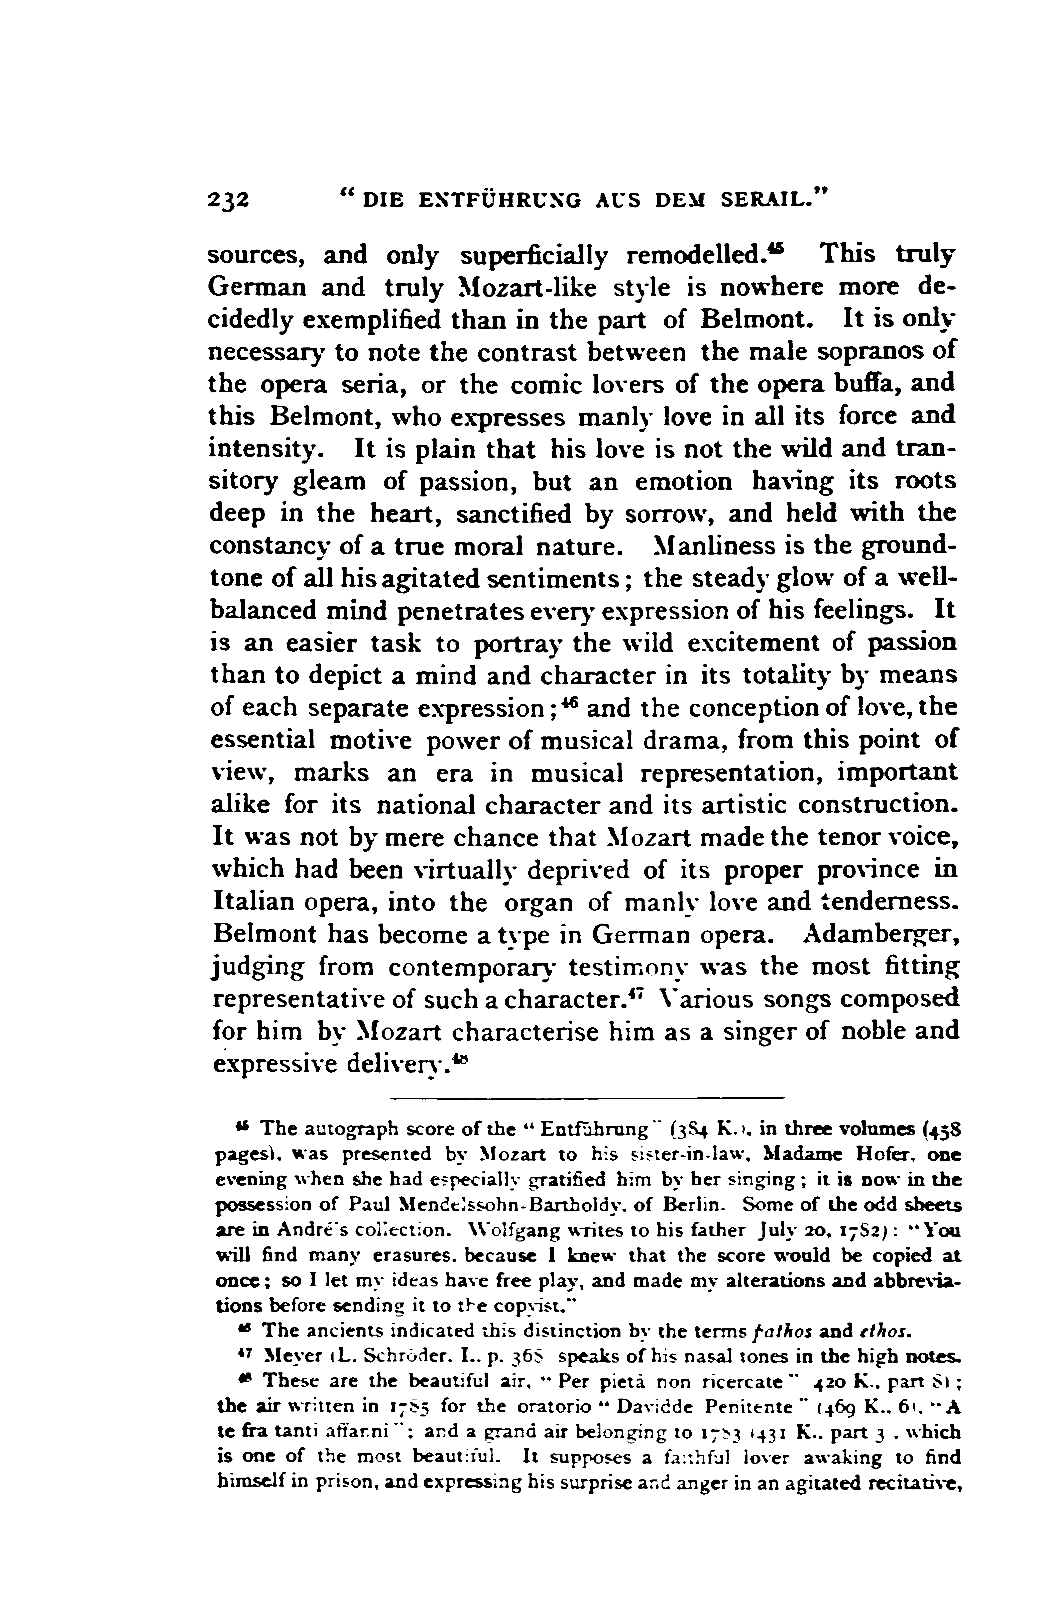 232 “ DIE ENTFÜHRUNG AUS DEM SERAIL.”
sources, and only superficially remodelled.⁴⁵ This truly
German and truly Mozart-like style is nowhere more de-
cidedly exemplified than in the part of Belmont. It is only
necessary to note the contrast between the male sopranos of
the opera seria, or the comic lovers of the opera buffa, and
this Belmont, who expresses manly love in all its force and
intensity. It is plain that his love is not the wild and tran-
sitory gleam of passion, but an emotion having its roots
deep in the heart, sanctified by sorrow, and held with the
constancy of a true moral nature. Manliness is the ground-
tone of all his agitated sentiments; the steady glow of a well-
balanced mind penetrates every expression of his feelings. It
is an easier task to portray the wild excitement of passion
than to depict a mind and character in its totality by means
of each separate expression;⁴⁶ and the conception of love, the
essential motive power of musical drama, from this point of
view, marks an era in musical representation, important
alike for its national character and its artistic construction.
It was not by mere chance that Mozart made the tenor voice,
which had been virtually deprived of its proper province in
Italian opera, into the organ of manly love and tenderness.
Belmont has become a type in German opera. Adamberger,
judging from contemporary testimony was the most fitting
representative of such a character.⁴⁷ Various songs composed
for him by Mozart characterise him as a singer of noble and
expressive delivery.⁴⁸
⁴⁵ The autograph score of the “ Entführung” (384 K.), in three volumes (458
pages), was presented by Mozart to his sister-in-law, Madame Hofer, one
evening when she had especially gratified him by her singing; it is now in the
possession of Paul Mendelssohn-Bartholdy, of Berlin. Some of the odd sheets
are in André's collection. Wolfgang writes to his father July 20, 1782) : “You
will find many erasures, because I knew that the score would be copied at
once; so I let my ideas have free play, and made my alterations and abbrevia-
tions before sending it to the copyist.”
⁴⁶ The ancients indicated this distinction by the terms pathos and ethos.
⁴⁷ Meyer (L. Schröder, I., p. 368 speaks of his nasal tones in the high notes.
⁴⁸ These are the beautiful air, “ Per pietà non ricercate” 420 K., part 8) ;
the air written in 1785 for the oratorio “ Davidde Penitente ” (469 K., 6), “A
te fra tanti affanni”; and a grand air belonging to 1783 (431 K., part 3 , which
is one of the most beautiful. It supposes a faithful lover awaking to find
himself in prison, and expressing his surprise and anger in an agitated recitative,